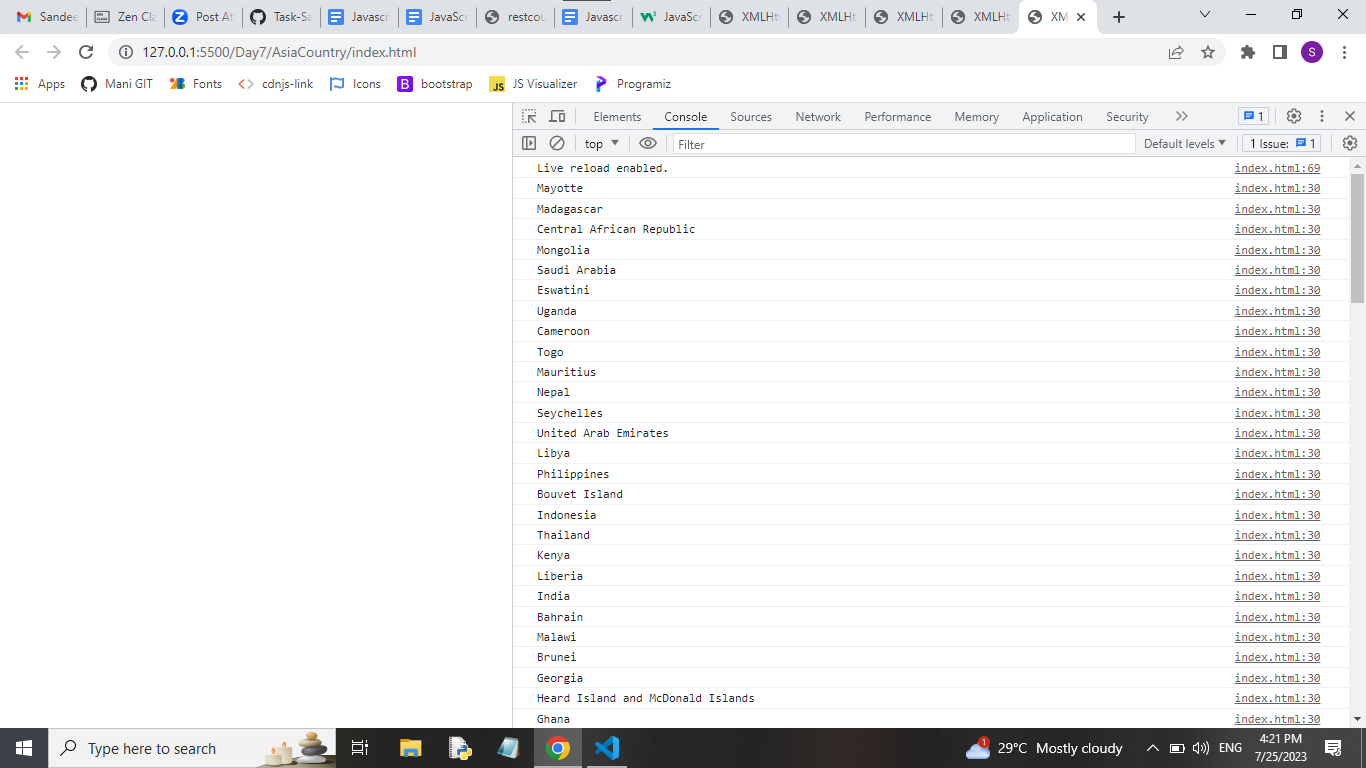 Sandee Zen Cla Post At Task-Sa Javascr JavaScr restcou Javascr JavaScr XMLHt XMLHt XMLHt XMLHt XM
127.0.0.1:5500/Day7/AsiaCountry/index.html S
Apps Mani GIT Fonts cdnjs-link Icons B bootstrap JS JS Visualizer Programiz
Elements Console Sources Network Performance Memory Application Security 1
top Filter Default levels 1 Issue: 1
Live reload enabled. index.html:69
Mayotte index.html:30
Madagascar index.html:30
Central African Republic index.html:30
Mongolia index.html:30
Saudi Arabia index.html:30
Eswatini index.html:30
Uganda index.html:30
Cameroon index.html:30
Togo index.html:30
Mauritius index.html:30
Nepal index.html:30
Seychelles index.html:30
United Arab Emirates index.html:30
Libya index.html:30
Philippines index.html:30
Bouvet Island index.html:30
Indonesia index.html:30
Thailand index.html:30
Kenya index.html:30
Liberia index.html:30
India index.html:30
Bahrain index.html:30
Malawi index.html:30
Brunei index.html:30
Georgia index.html:30
Heard Island and McDonald Islands index.html:30
Ghana index.html:30
Type here to search 1 29°C Mostly cloudy ENG 4:21 PM
7/25/2023